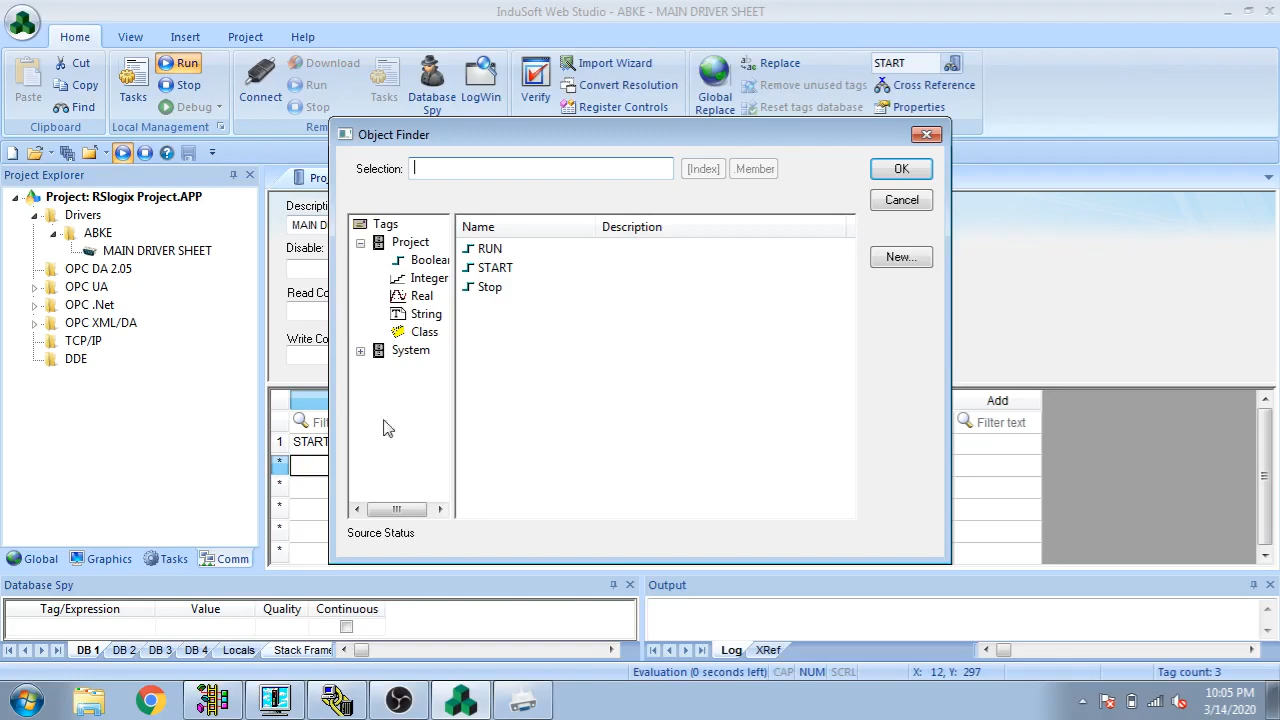 InduSoft Web Studio - ABKE - MAIN DRIVER SHEET
Home View Insert Project Help
Paste Cut Copy Find
Clipboard
Tasks Run Stop Debug
Local Management
Connect Download Run Stop Tasks Database Spy LogWin
Rem
Verify Import Wizard Convert Resolution Register Controls
Global Replace Replace Remove unused tags Reset tags database
START
Cross Reference
Properties
Project Explorer
Project: RSlogix Project.APP
Drivers
ABKE
MAIN DRIVER SHEET
OPC DA 2.05
OPC UA
OPC .Net
OPC XML/DA
TCP/IP
DDE
Global Graphics Tasks Comm
Descripti
MAIN D
Disable:
Read Co
Write Co
Filt
1 START
*
*
*
*
*
Add
Filter text
Object Finder
Selection: [Index] .Member
OK
Cancel
New...
Tags
Project
Boolea
Integer
Real
String
Class
System
Name Description
RUN
START
Stop
Source Status
Database Spy
Tag/Expression Value Quality Continuous
DB 1 DB 2 DB 3 DB 4 Locals Stack Frame
Output
Log XRef
Evaluation (0 seconds left) CAP NUM SCRL X: 12, Y: 297 Tag count: 3
10:05 PM
3/14/2020